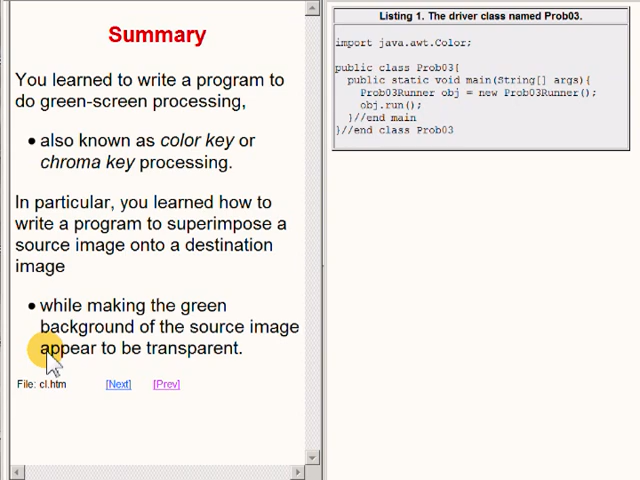 Summary
You learned to write a program to
do green-screen processing,
• also known as color key or
chroma key processing.
In particular, you learned how to
write a program to superimpose a
source image onto a destination
image
• while making the green
background of the source image
appear to be transparent.
File: cl.htm [Next] [Prev]
Listing 1. The driver class named Prob03.
import java.awt.Color;
public class Prob03{
public static void main(String[] args){
Prob03Runner obj = new Prob03Runner();
obj.run();
}//end main
}//end class Prob03